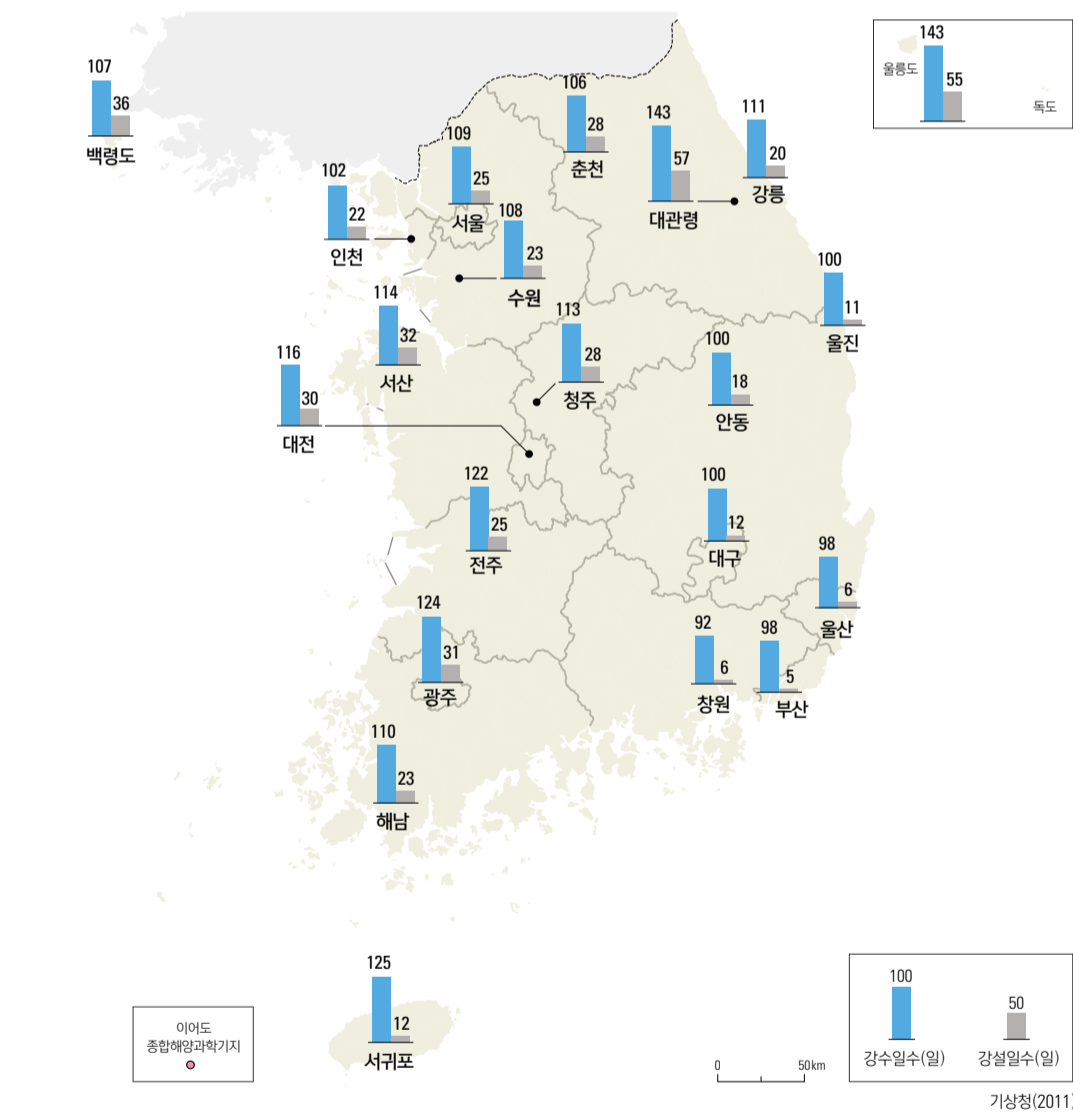 107
36
백령도
106
28
춘천
143
57
대관령
111
20
강릉
143
55
울릉도
독도
109
25
서울
102
22
인천
108
23
수원
100
11
울진
114
32
서산
113
28
청주
100
18
안동
116
30
대전
122
25
전주
100
12
대구
98
6
울산
124
31
광주
92
6
창원
98
5
부산
110
23
해남
125
12
서귀포
이어도
종합해양과학기지
0 50km
100
50
강수일수(일) 강설일수(일)
기상청(2011)